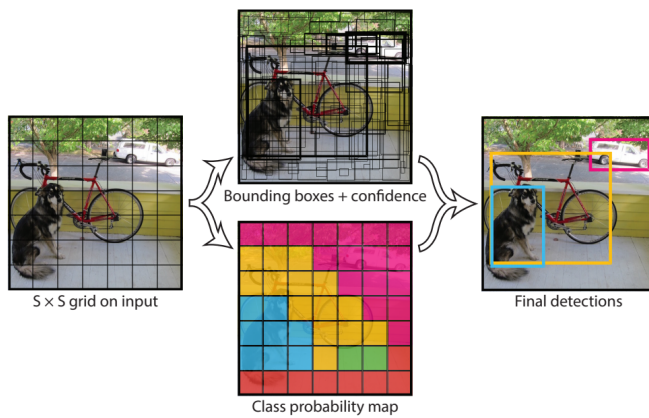 Bounding boxes + confidence
S × S grid on input
Final detections
Class probability map